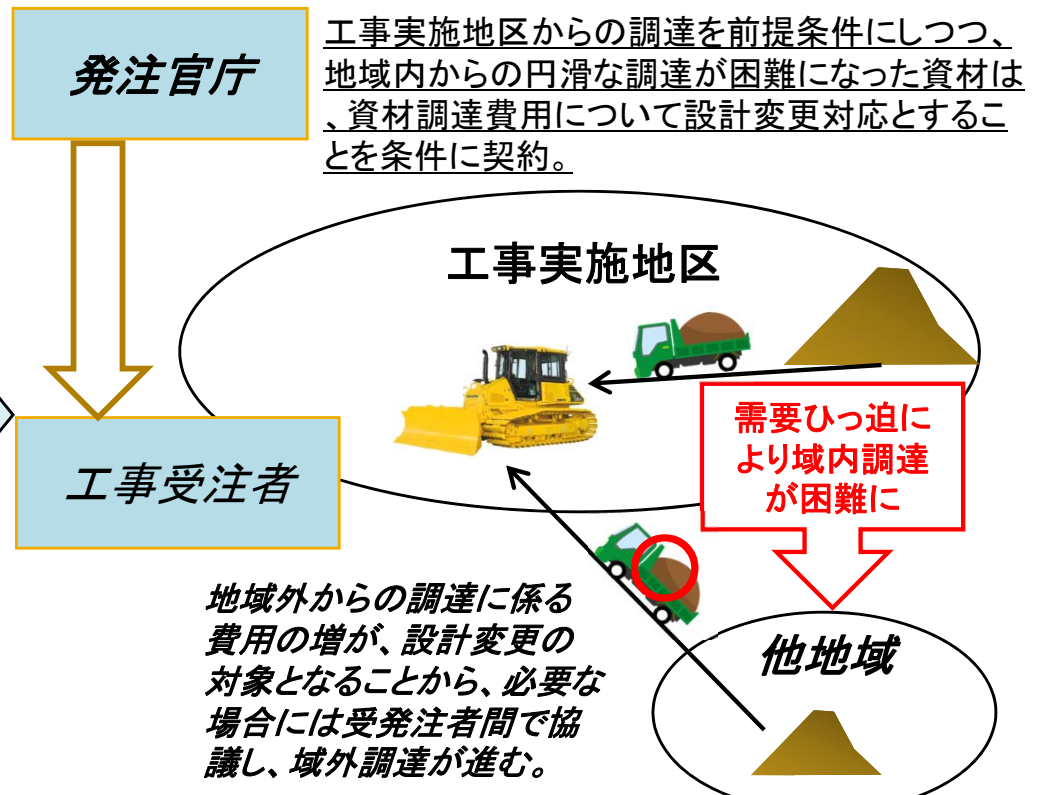 発注官庁
工事実施地区からの調達を前提条件にしつつ、
地域内からの円滑な調達が困難になった資材は
、資材調達費用について設計変更対応とするこ
とを条件に契約。
工事実施地区
需要ひっ迫に
より域内調達
が困難に
工事受注者
地域外からの調達に係る
費用の増が、設計変更の
対象となることから、必要な
場合には受発注者間で協
議し、域外調達が進む。
他地域